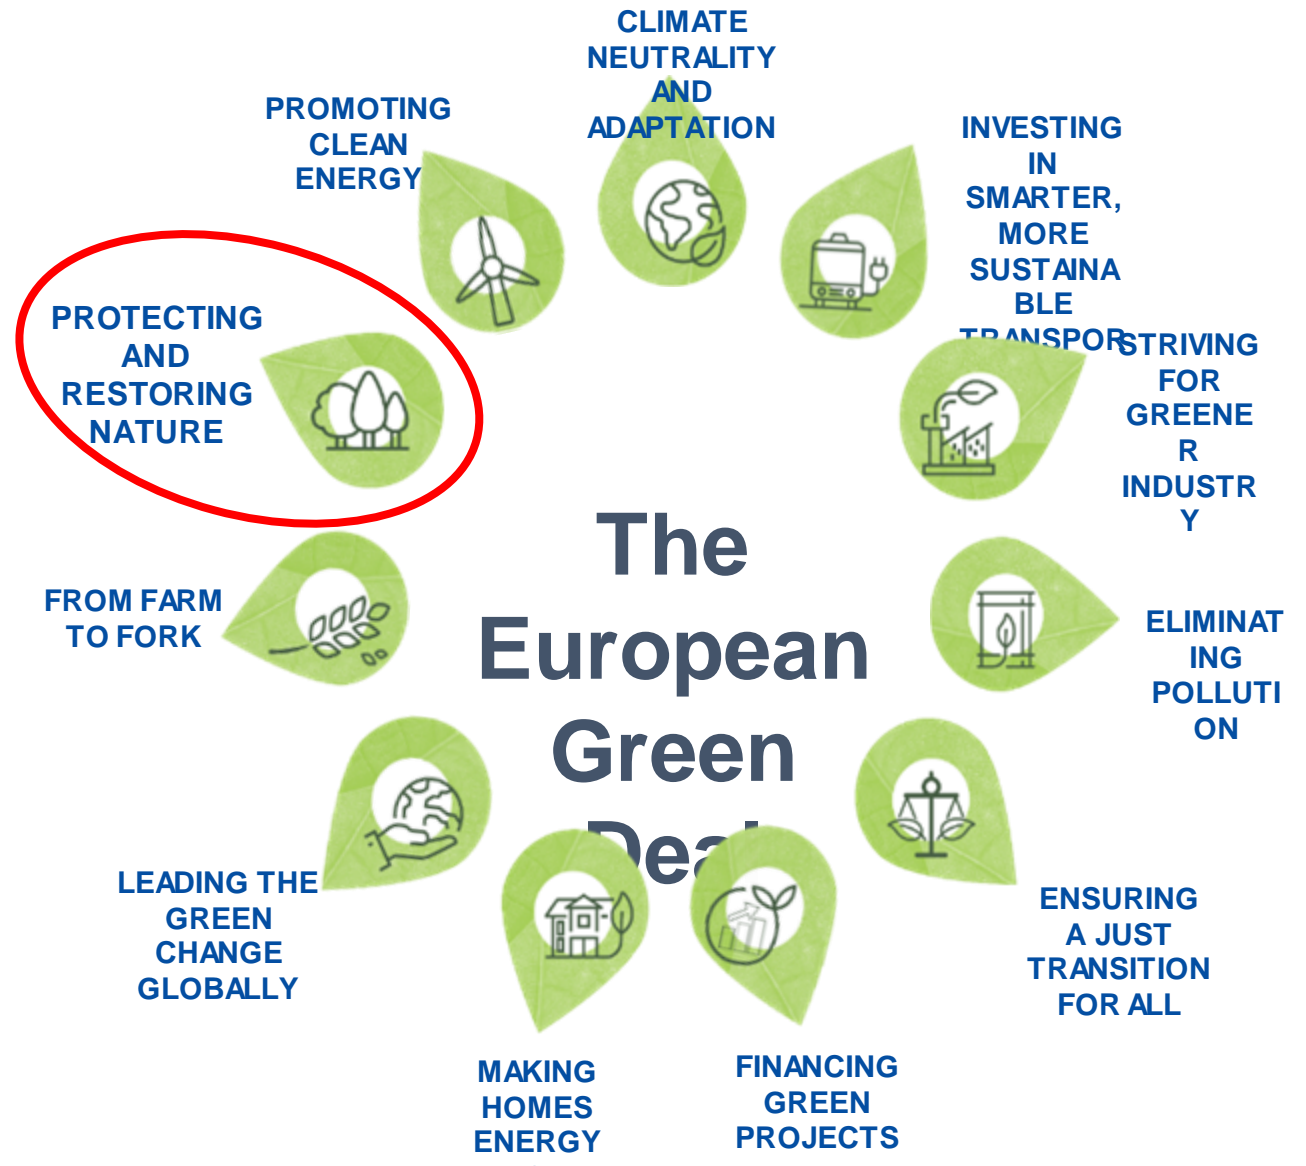 CLIMATE
NEUTRALITY
AND
ADAPTATION
PROMOTING
CLEAN
ENERGY
INVESTING
IN
SMARTER,
MORE
SUSTAINA
BLE
TRANSPOR
STRIVING
FOR
GREENE
R
INDUSTR
Y
PROTECTING
AND
RESTORING
NATURE
The
European
Green
Deal
FROM FARM
TO FORK
ELIMINAT
ING
POLLUTI
ON
LEADING THE
GREEN
CHANGE
GLOBALLY
ENSURING
A JUST
TRANSITION
FOR ALL
MAKING
HOMES
ENERGY
FINANCING
GREEN
PROJECTS